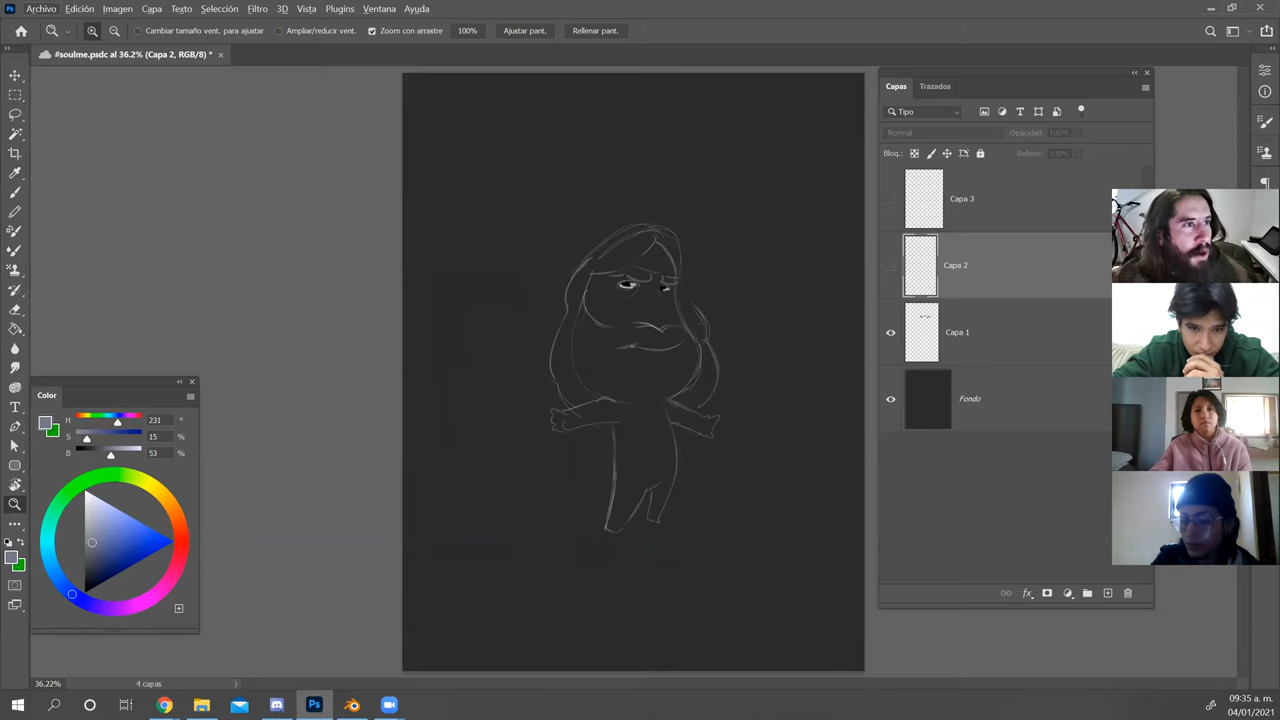 Archivo Edición Imagen Capa Texto Selección Filtro 3D Vista Plugins Ventana Ayuda
Cambiar tamaño vent. para ajustar Ampliar/reducir vent. Zoom con arrastre 100% Ajustar pant. Rellenar pant.
#soulme.psdc al 36.2% (Capa 2, RGB/8) *
Capas Trazados
Tipo
Normal Opacidad: 100%
Bloq.: Relleno: 100%
Capa 3
Capa 2
Capa 1
Fondo
Color
H 231 °
S 15 %
B 53 %
36.22% 4 capas
Ps
09:35 a. m.
04/01/2021